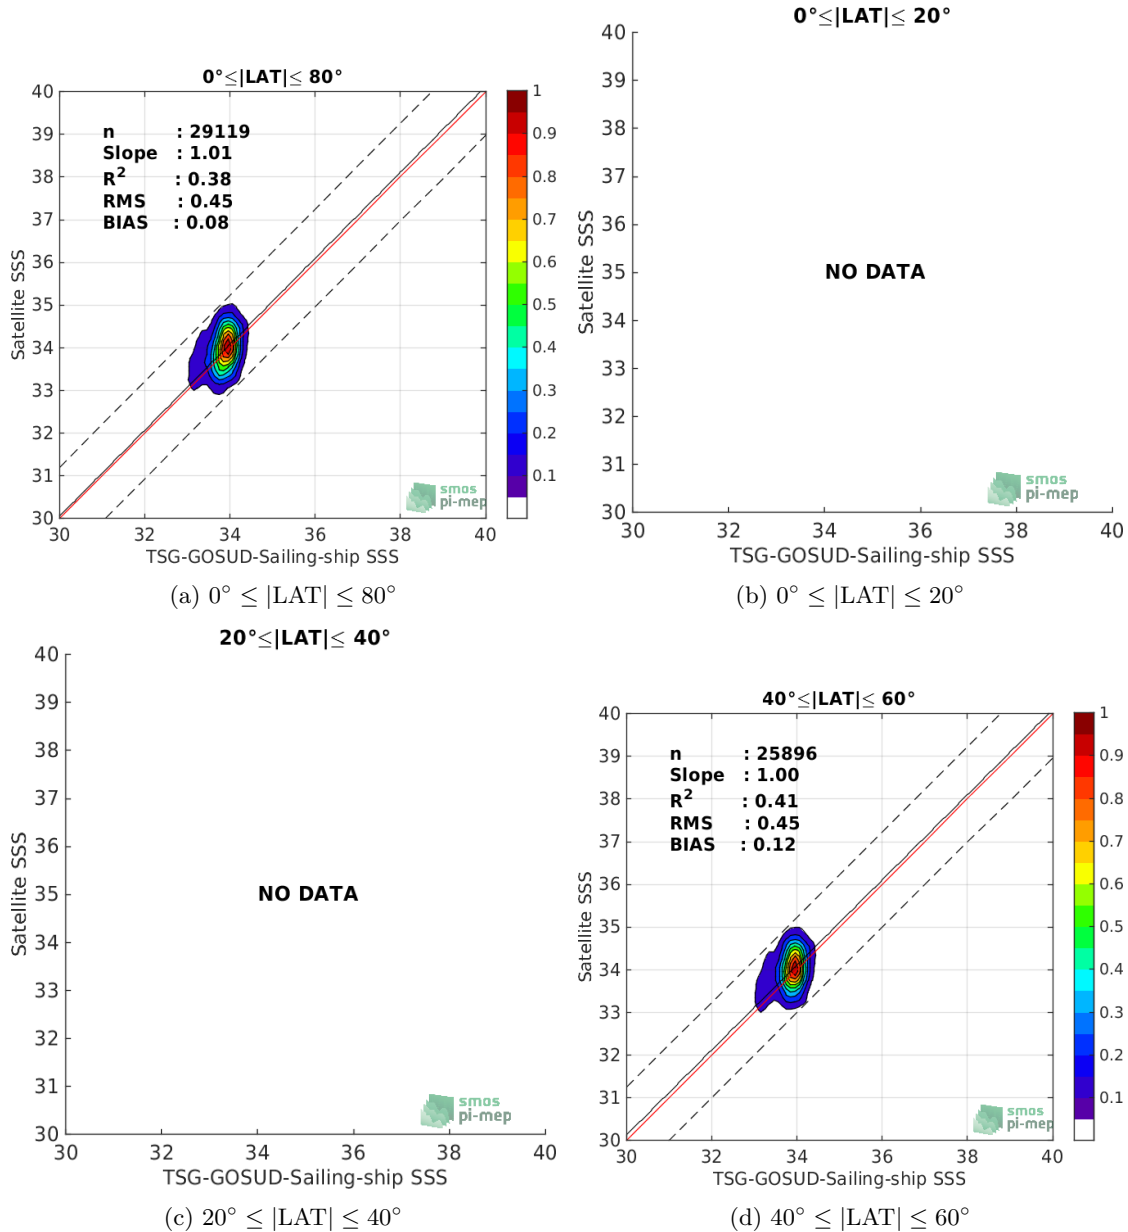 0°≤|LAT|≤ 80°
n : 29119
Slope : 1.01
R² : 0.38
RMS : 0.45
BIAS : 0.08
40
39
38
37
36
35
34
33
32
31
30
Satellite SSS
30 32 34 36 38 40
TSG-GOSUD-Sailing-ship SSS
1
0.9
0.8
0.7
0.6
0.5
0.4
0.3
0.2
0.1
smos
pi-mep
(a) 0° ≤ |LAT| ≤ 80°
0°≤|LAT|≤ 20°
40
39
38
37
36
35
34
33
32
31
30
Satellite SSS
NO DATA
smos
pi-mep
30 32 34 36 38 40
TSG-GOSUD-Sailing-ship SSS
(b) 0° ≤ |LAT| ≤ 20°
20°≤|LAT|≤ 40°
40
39
38
37
36
35
34
33
32
31
30
Satellite SSS
NO DATA
smos
pi-mep
30 32 34 36 38 40
TSG-GOSUD-Sailing-ship SSS
(c) 20° ≤ |LAT| ≤ 40°
40°≤|LAT|≤ 60°
n : 25896
Slope : 1.00
R² : 0.41
RMS : 0.45
BIAS : 0.12
40
39
38
37
36
35
34
33
32
31
30
Satellite SSS
30 32 34 36 38 40
TSG-GOSUD-Sailing-ship SSS
1
0.9
0.8
0.7
0.6
0.5
0.4
0.3
0.2
0.1
smos
pi-mep
(d) 40° ≤ |LAT| ≤ 60°